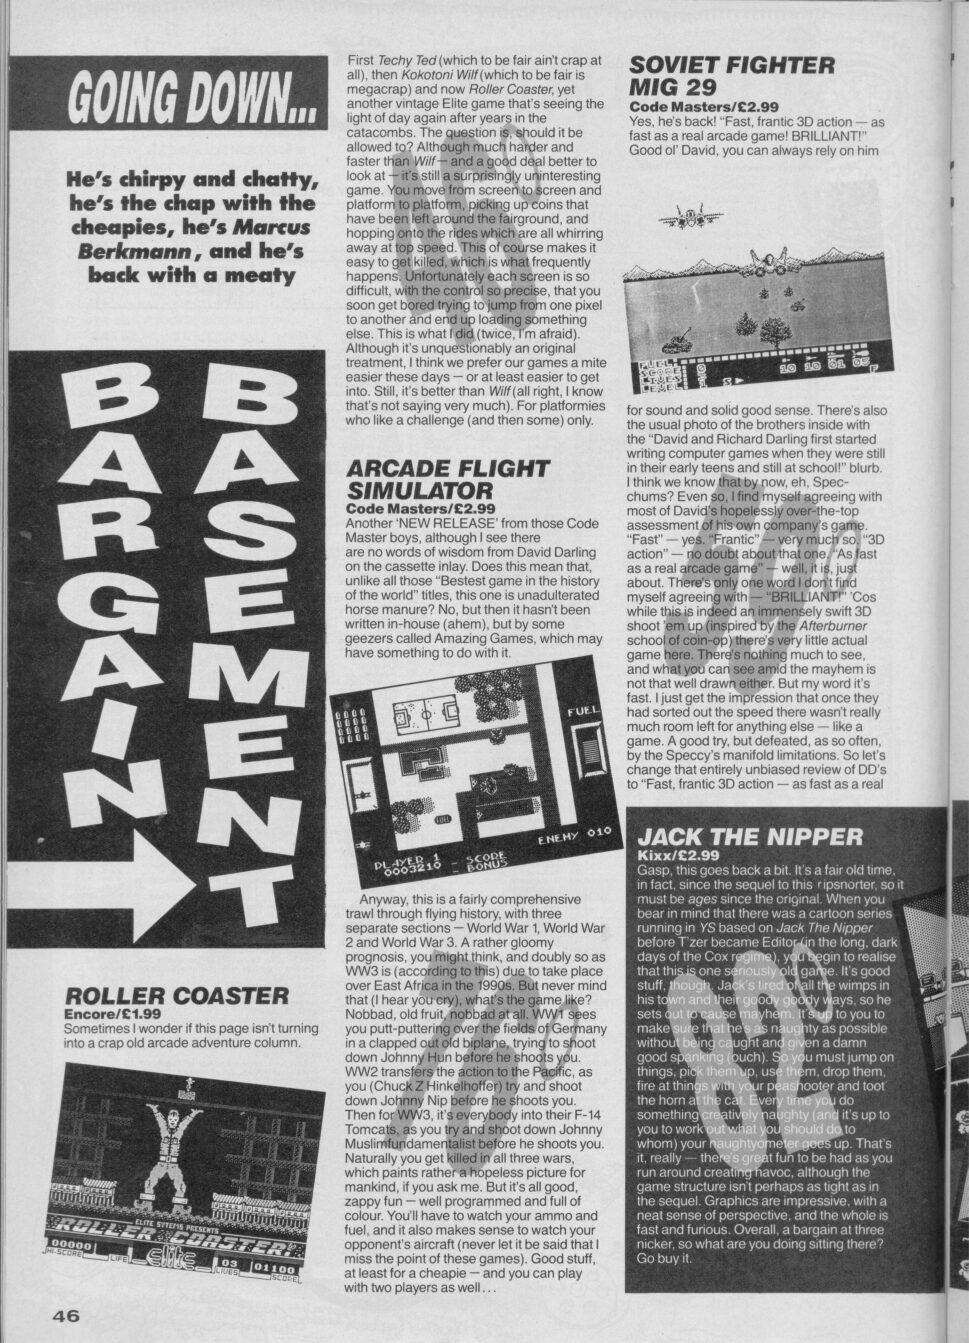 GOING DOWN...
He's chirpy and chatty,
he's the chap with the
cheapies, he's Marcus
Berkmann, and he's
back with a meaty
BARGAIN
BASEMENT
ROLLER COASTER
Encore/£1.99
Sometimes I wonder if this page isn't turning
into a crap old arcade adventure column.
ELITE SYSTEMS PRESENTS
ROLLER COASTER
00000
HI-SCORE
LIFE
elite
03
LIVES
01100
SCORE
46
First Techy Ted (which to be fair ain't crap at
all), then Kokotoni Wilf (which to be fair is
megacrap) and now Roller Coaster, yet
another vintage Elite game that's seeing the
light of day again after years in the
catacombs. The question is, should it be
allowed to? Although much harder and
faster than Wilf — and a good deal better to
look at — it's still a surprisingly uninteresting
game. You move from screen to screen and
platform to platform, picking up coins that
have been left around the fairground, and
hopping onto the rides which are all whirring
away at top speed. This of course makes it
easy to get killed, which is what frequently
happens. Unfortunately each screen is so
difficult, with the control so precise, that you
soon get bored trying to jump from one pixel
to another and end up loading something
else. This is what I did (twice, I'm afraid).
Although it's unquestionably an original
treatment, I think we prefer our games a mite
easier these days — or at least easier to get
into. Still, it's better than Wilf (all right, I know
that's not saying very much). For platformies
who like a challenge (and then some) only.
ARCADE FLIGHT
SIMULATOR
Code Masters/£2.99
Another 'NEW RELEASE' from those Code
Master boys, although I see there
are no words of wisdom from David Darling
on the cassette inlay. Does this mean that,
unlike all those "Bestest game in the history
of the world" titles, this one is unadulterated
horse manure? No, but then it hasn't been
written in-house (ahem), but by some
geezers called Amazing Games, which may
have something to do with it.
FUEL
FUEL
ENEMY 010
PLAYER 1 - SCORE
0003210 - BONUS
Anyway, this is a fairly comprehensive
trawl through flying history, with three
separate sections — World War 1, World War
2 and World War 3. A rather gloomy
prognosis, you might think, and doubly so as
WW3 is (according to this) due to take place
over East Africa in the 1990s. But never mind
that (I hear you cry), what's the game like?
Nobbad, old fruit, nobbad at all. WW1 sees
you putt-puttering over the fields of Germany
in a clapped out old biplane, trying to shoot
down Johnny Hun before he shoots you.
WW2 transfers the action to the Pacific, as
you (Chuck Z Hinkelhoffer) try and shoot
down Johnny Nip before he shoots you.
Then for WW3, it's everybody into their F-14
Tomcats, as you try and shoot down Johnny
Muslimfundamentalist before he shoots you.
Naturally you get killed in all three wars,
which paints rather a hopeless picture for
mankind, if you ask me. But it's all good,
zappy fun — well programmed and full of
colour. You'll have to watch your ammo and
fuel, and it also makes sense to watch your
opponent's aircraft (never let it be said that I
miss the point of these games). Good stuff,
at least for a cheapie — and you can play
with two players as well...
SOVIET FIGHTER
MIG 29
Code Masters/£2.99
Yes, he's back! "Fast, frantic 3D action — as
fast as a real arcade game! BRILLIANT!"
Good ol' David, you can always rely on him
FUEL
SCORE
LIVES
LEVEL
10 10 01 05
F
for sound and solid good sense. There's also
the usual photo of the brothers inside with
the "David and Richard Darling first started
writing computer games when they were still
in their early teens and still at school!" blurb.
I think we know that by now, eh, Spec-
chums? Even so, I find myself agreeing with
most of David's hopelessly over-the-top
assessment of his own company's game.
"Fast" — yes. "Frantic" — very much so. "3D
action" — no doubt about that one. "As fast
as a real arcade game" — well, it is, just
about. There's only one word I don't find
myself agreeing with — "BRILLIANT!" 'Cos
while this is indeed an immensely swift 3D
shoot 'em up (inspired by the Afterburner
school of coin-op) there's very little actual
game here. There's nothing much to see,
and what you can see amid the mayhem is
not that well drawn either. But my word it's
fast. I just get the impression that once they
had sorted out the speed there wasn't really
much room left for anything else — like a
game. A good try, but defeated, as so often,
by the Speccy's manifold limitations. So let's
change that entirely unbiased review of DD's
to "Fast, frantic 3D action — as fast as a real
JACK THE NIPPER
Kixx/£2.99
Gasp, this goes back a bit. It's a fair old time,
in fact, since the sequel to this ripsnorter, so it
must be ages since the original. When you
bear in mind that there was a cartoon series
running in YS based on Jack The Nipper
before T'zer became Editor (in the long, dark
days of the Cox regime), you begin to realise
that this is one seriously old game. It's good
stuff, though. Jack's tired of all the wimps in
his town and their goody goody ways, so he
sets out to cause mayhem. It's up to you to
make sure that he's as naughty as possible
without being caught and given a damn
good spanking (ouch). So you must jump on
things, pick them up, use them, drop them,
fire at things with your peashooter and toot
the horn at the cat. Every time you do
something creatively naughty (and it's up to
you to work out what you should do to
whom) your naughtyometer goes up. That's
it, really — there's great fun to be had as you
run around creating havoc, although the
game structure isn't perhaps as tight as in
the sequel. Graphics are impressive, with a
neat sense of perspective, and the whole is
fast and furious. Overall, a bargain at three
nicker, so what are you doing sitting there?
Go buy it.